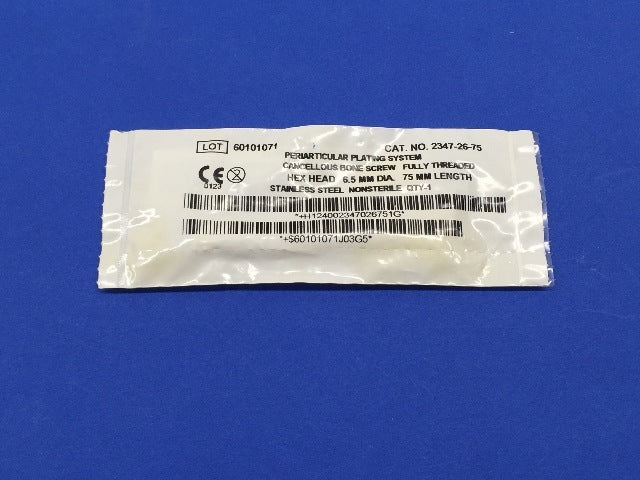 LOT 60101071 CAT. NO. 2347-26-75
PERIARTICULAR PLATING SYSTEM
CANCELLOUS BONE SCREW FULLY THREADED
HEX HEAD 6.5 MM DIA. 75 MM LENGTH
STAINLESS STEEL NONSTERILE QTY-1
CE 0123
*+H124002347026751G*
*+$60101071J03G5*